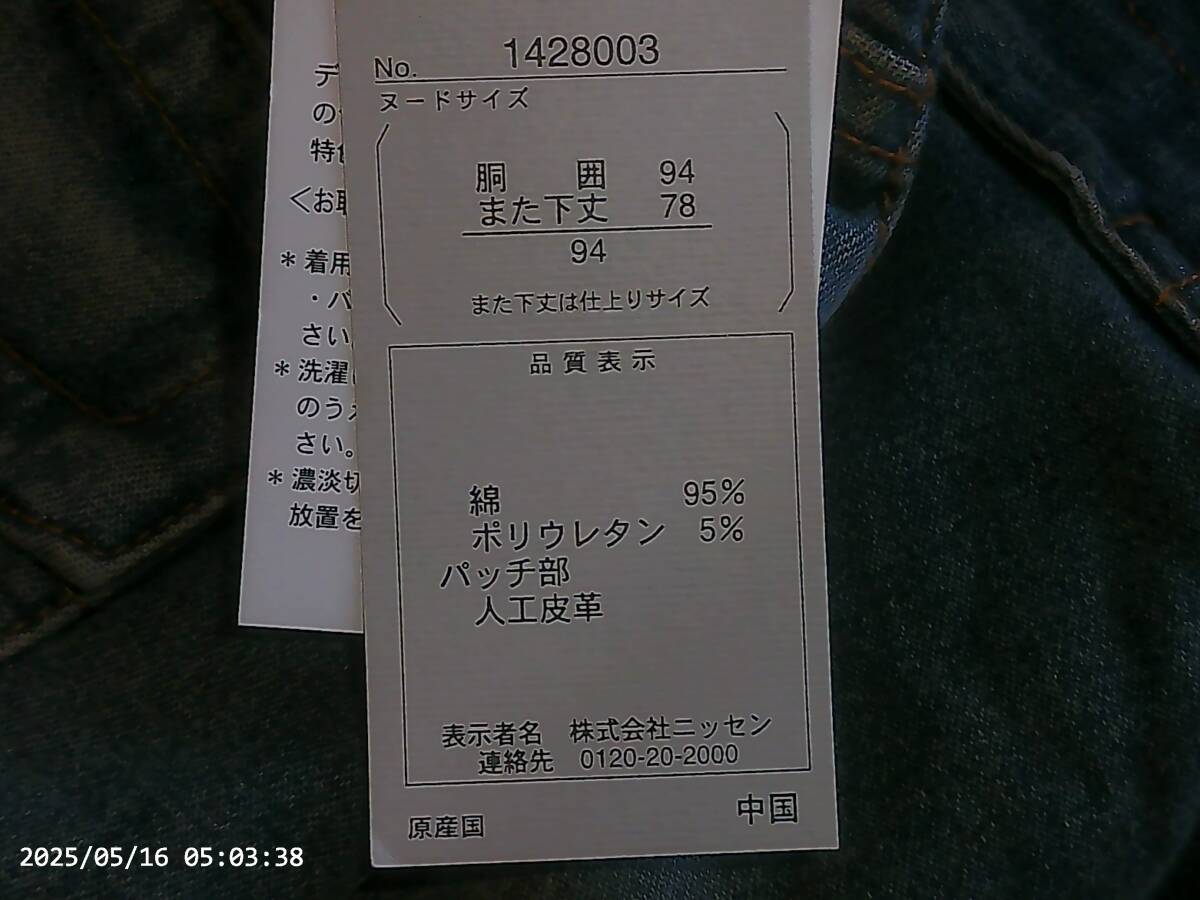 No. 1428003
ヌードサイズ
胴囲 94
また下丈 78
94
また下丈は仕上りサイズ
品質表示
綿 95%
ポリウレタン 5%
パッチ部
人工皮革
表示者名 株式会社ニッセン
連絡先 0120-20-2000
原産国 中国
デ
の
特
<お取
*着用
・パ
さい
*洗濯
のうえ
さい。
*濃淡切
放置を
2025/05/16 05:03:38